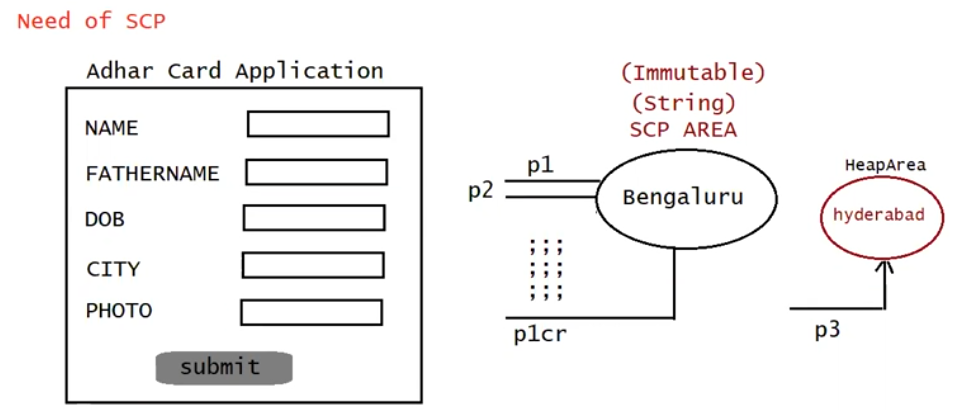 Need of SCP
Adhar Card Application
NAME
FATHERNAME
DOB
CITY
PHOTO
submit
(Immutable)
(String)
SCP AREA
p1
p2
Bengaluru
;;;
;;;
;;;
p1cr
HeapArea
hyderabad
p3